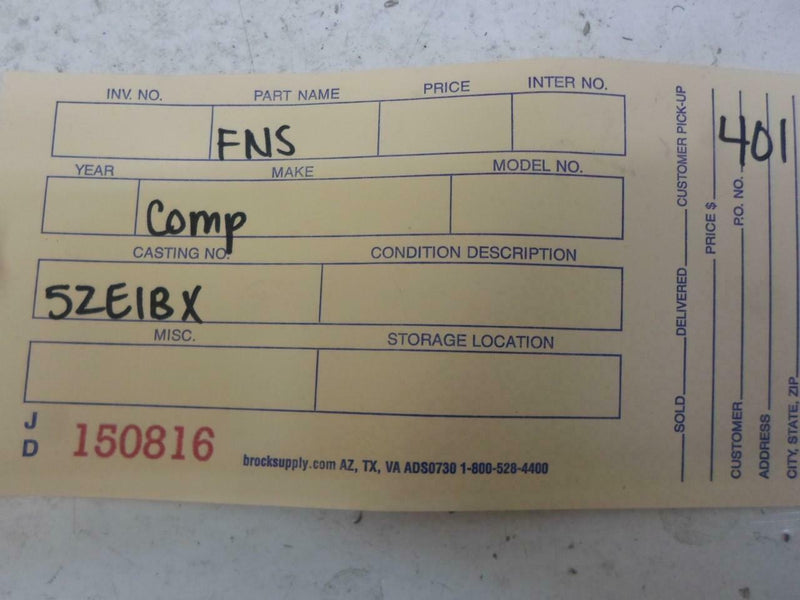 INV. NO. PART NAME PRICE INTER NO.
FNS
YEAR MAKE MODEL NO.
Comp
CASTING NO. CONDITION DESCRIPTION
5ZE1BX
MISC. STORAGE LOCATION
J
D
150816
brocksupply.com AZ, TX, VA ADS0730 1-800-528-4400
SOLD DELIVERED CUSTOMER PICK-UP
PRICE $
CUSTOMER P.O. NO.
401
ADDRESS
CITY, STATE, ZIP